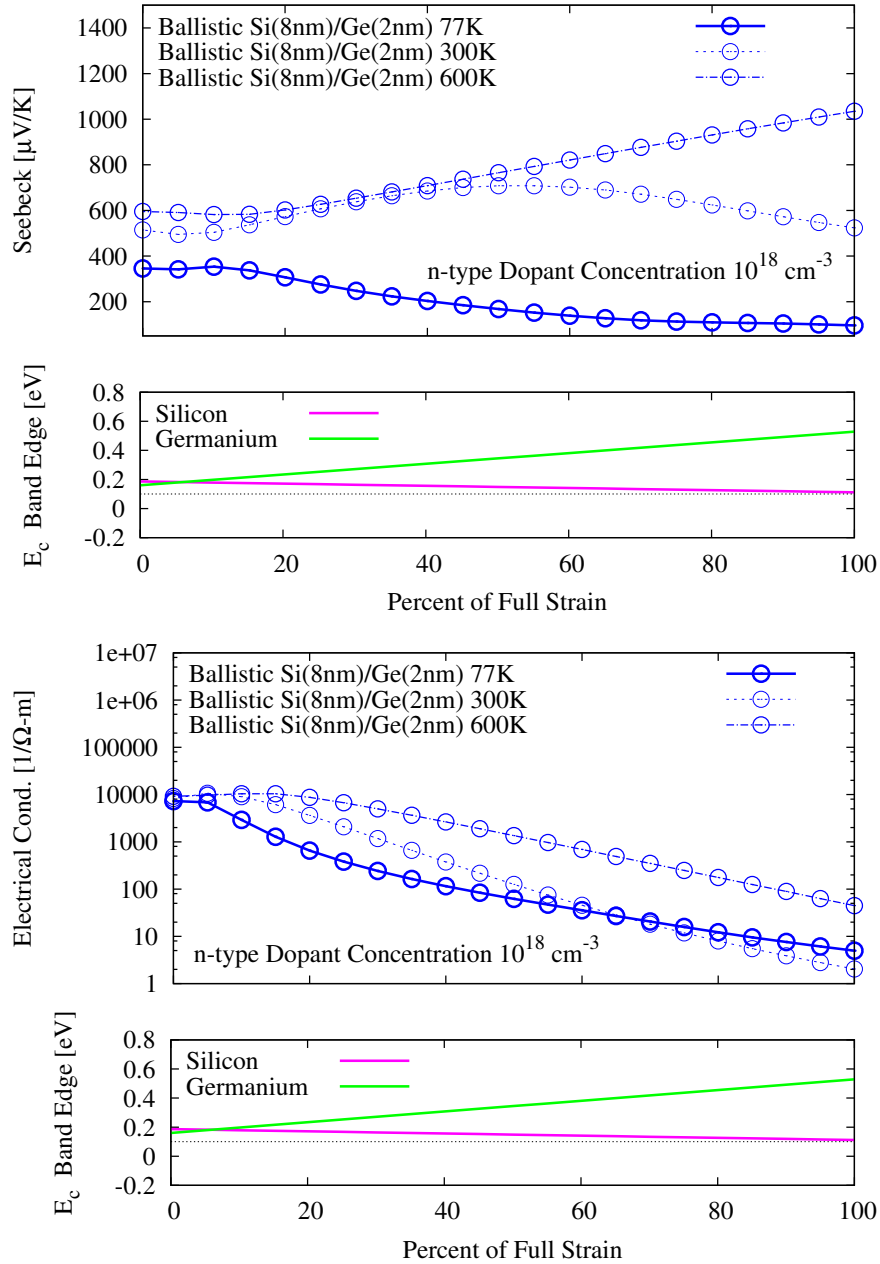 1400
1200
1000
800
600
400
200
Seebeck [μV/K]
Ballistic Si(8nm)/Ge(2nm) 77K
Ballistic Si(8nm)/Ge(2nm) 300K
Ballistic Si(8nm)/Ge(2nm) 600K
n-type Dopant Concentration 10^18 cm^-3
0.8
0.6
0.4
0.2
0
-0.2
E_c Band Edge [eV]
Silicon
Germanium
0 20 40 60 80 100
Percent of Full Strain
1e+07
1e+06
100000
10000
1000
100
10
1
Electrical Cond. [1/Ω-m]
Ballistic Si(8nm)/Ge(2nm) 77K
Ballistic Si(8nm)/Ge(2nm) 300K
Ballistic Si(8nm)/Ge(2nm) 600K
n-type Dopant Concentration 10^18 cm^-3
0.8
0.6
0.4
0.2
0
-0.2
E_c Band Edge [eV]
Silicon
Germanium
0 20 40 60 80 100
Percent of Full Strain